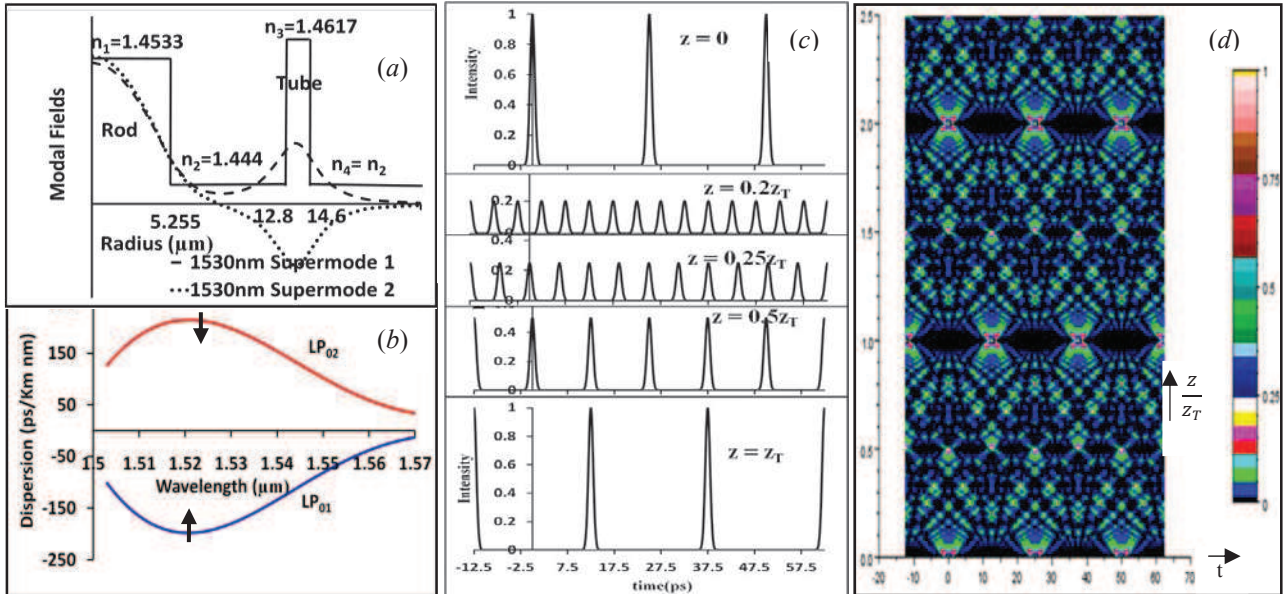 n1=1.4533
n3=1.4617
(a)
Tube
Modal Fields
Rod
n2=1.444
n4= n2
5.255
12.8
14.6
Radius (µm)
1530nm Supermode 1
1530nm Supermode 2
(b)
Dispersion (ps/Km nm)
150
50
-50
-150
-250
LP02
LP01
1.5
1.51
1.52
1.53
1.54
1.55
1.56
1.57
Wavelength (µm)
(c)
Intensity
1
0.8
0.6
0.4
0.2
0
z = 0
0.2
0
z = 0.2zT
0.4
0.2
0
z = 0.25zT
0.4
0.2
0
z = 0.5zT
Intensity
1
0.8
0.6
0.4
0.2
0
z = zT
-12.5 -2.5 7.5 17.5 27.5 37.5 47.5 57.5
time(ps)
(d)
2.5
2.0
1.5
1.0
0.5
0.0
-20 -10 0 10 20 30 40 50 60 70
t
z
zT
1
0.75
0.5
0.25
0